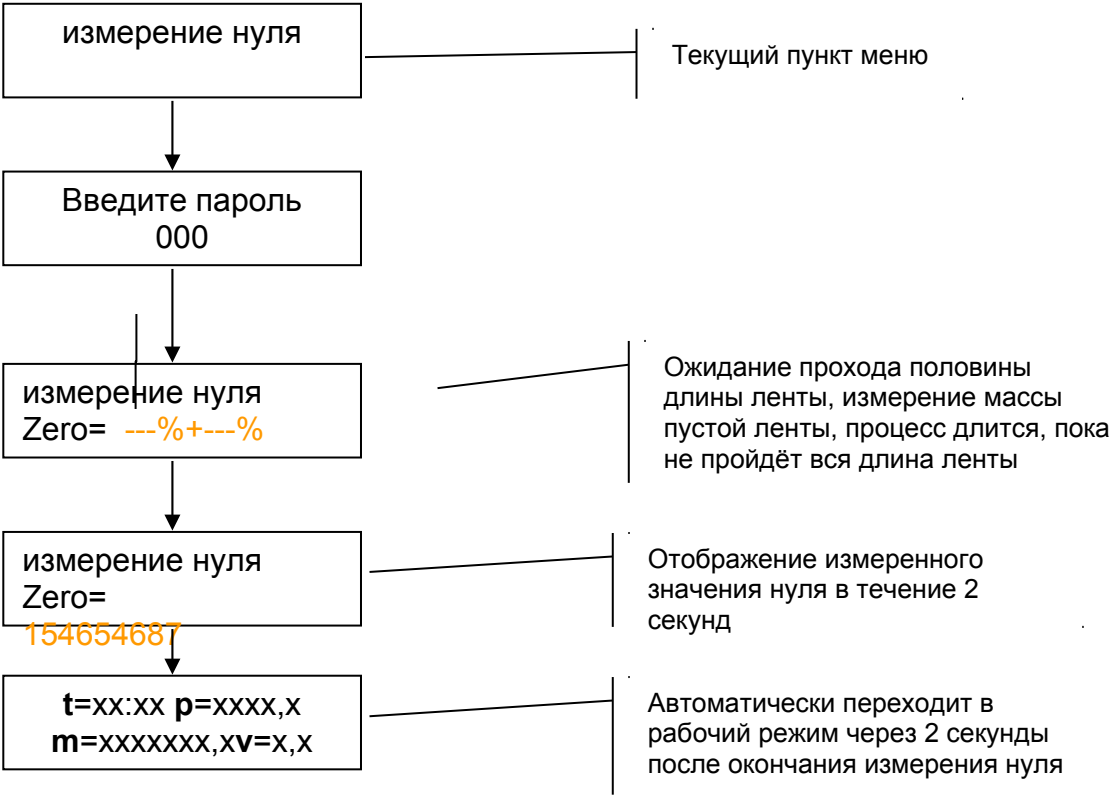 измерение нуля
Текущий пункт меню
Введите пароль
000
измерение нуля
Zero= ---%+---%
Ожидание прохода половины
длины ленты, измерение массы
пустой ленты, процесс длится, пока
не пройдёт вся длина ленты
измерение нуля
Zero=
154654687
Отображение измеренного
значения нуля в течение 2
секунд
t=xx:xx p=xxxx,x
m=xxxxxxx,xv=x,x
Автоматически переходит в
рабочий режим через 2 секунды
после окончания измерения нуля